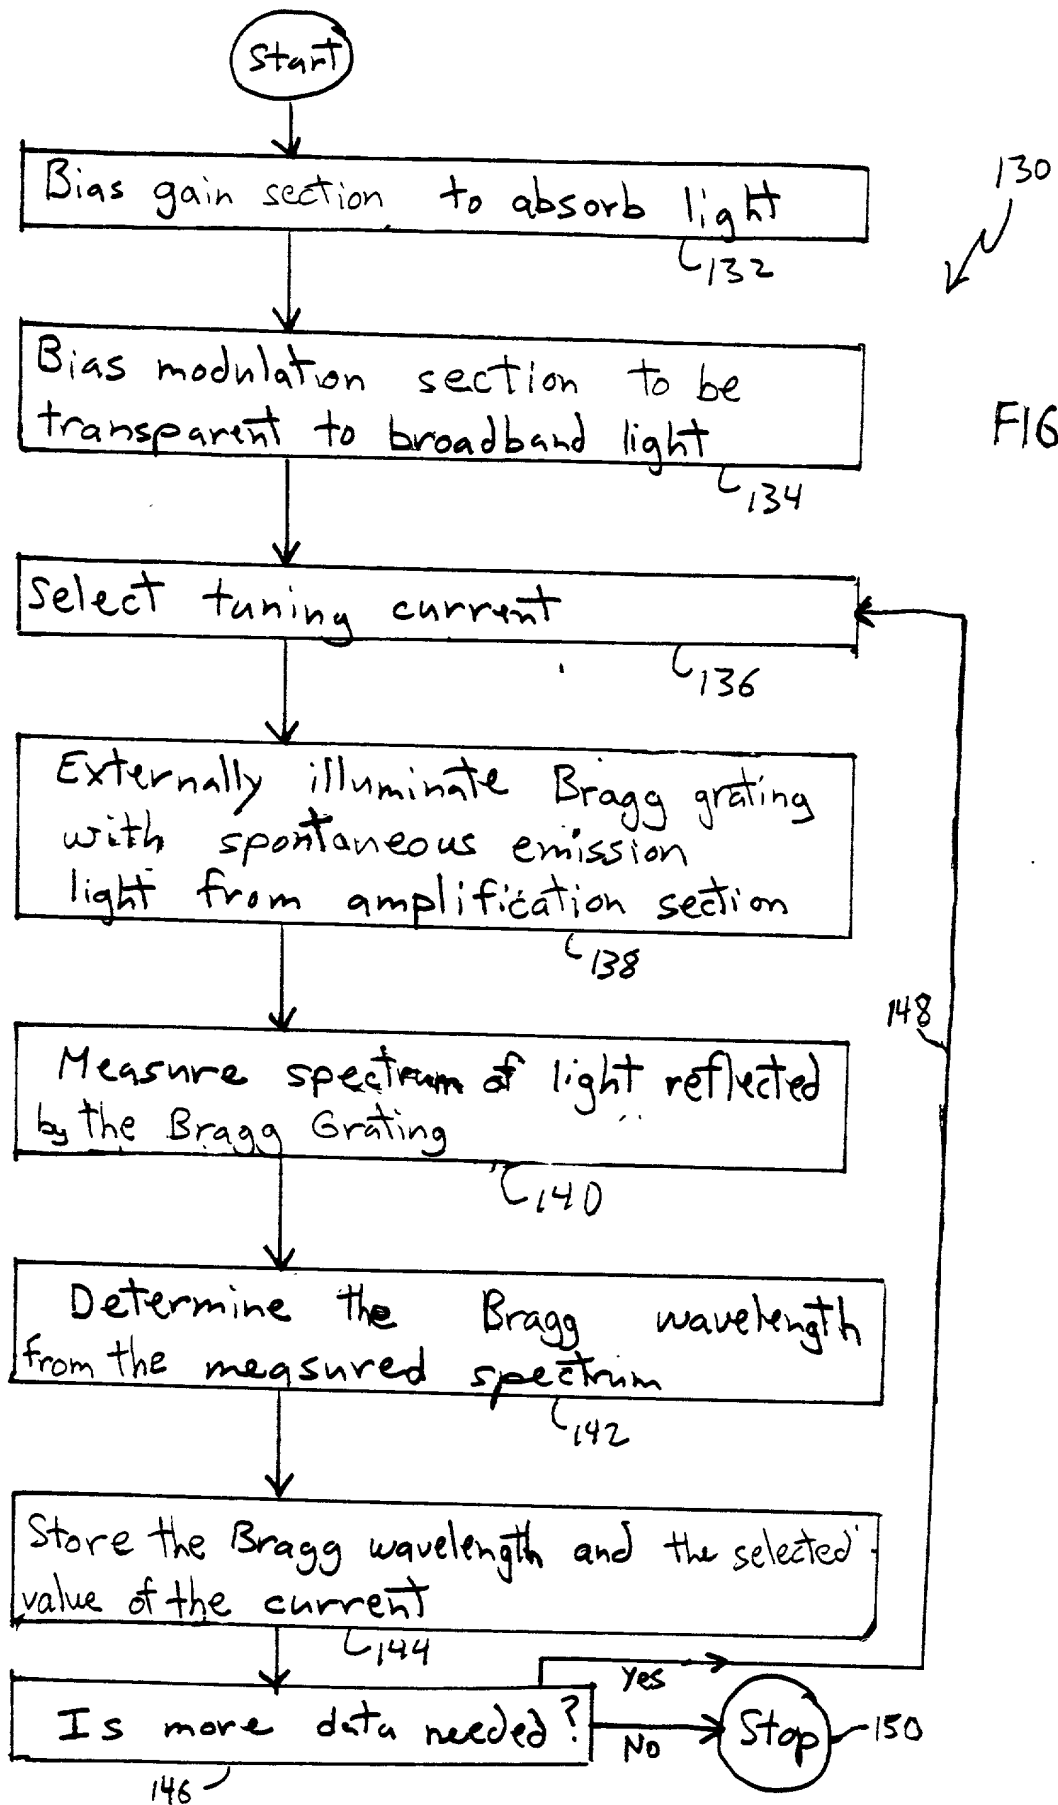 Start
Bias gain section to absorb light
132
130
Bias modulation section to be
transparent to broadband light
134
FIG
Select tuning current
136
Externally illuminate Bragg grating
with spontaneous emission
light from amplification section
138
148
Measure spectrum of light reflected
by the Bragg Grating
140
Determine the Bragg wavelength
from the measured spectrum
142
Store the Bragg wavelength and the selected
value of the current
144
Yes
Is more data needed?
No
Stop
150
146